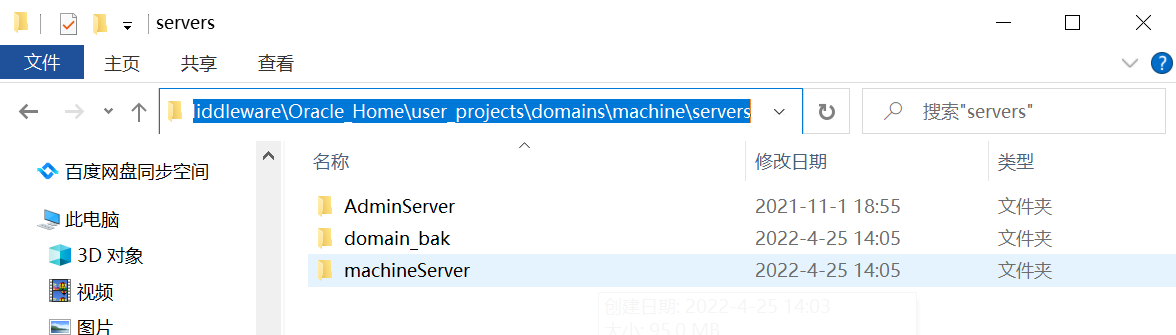 servers
文件 主页 共享 查看
iddleware\Oracle_Home\user_projects\domains\machine\servers 搜索"servers"
名称 修改日期 类型
百度网盘同步空间
AdminServer 2021-11-1 18:55 文件夹
此电脑
domain_bak 2022-4-25 14:05 文件夹
3D 对象
machineServer 2022-4-25 14:05 文件夹
视频
创建日期: 2022-4-25 14:03
图片
大小: 95.0 MB